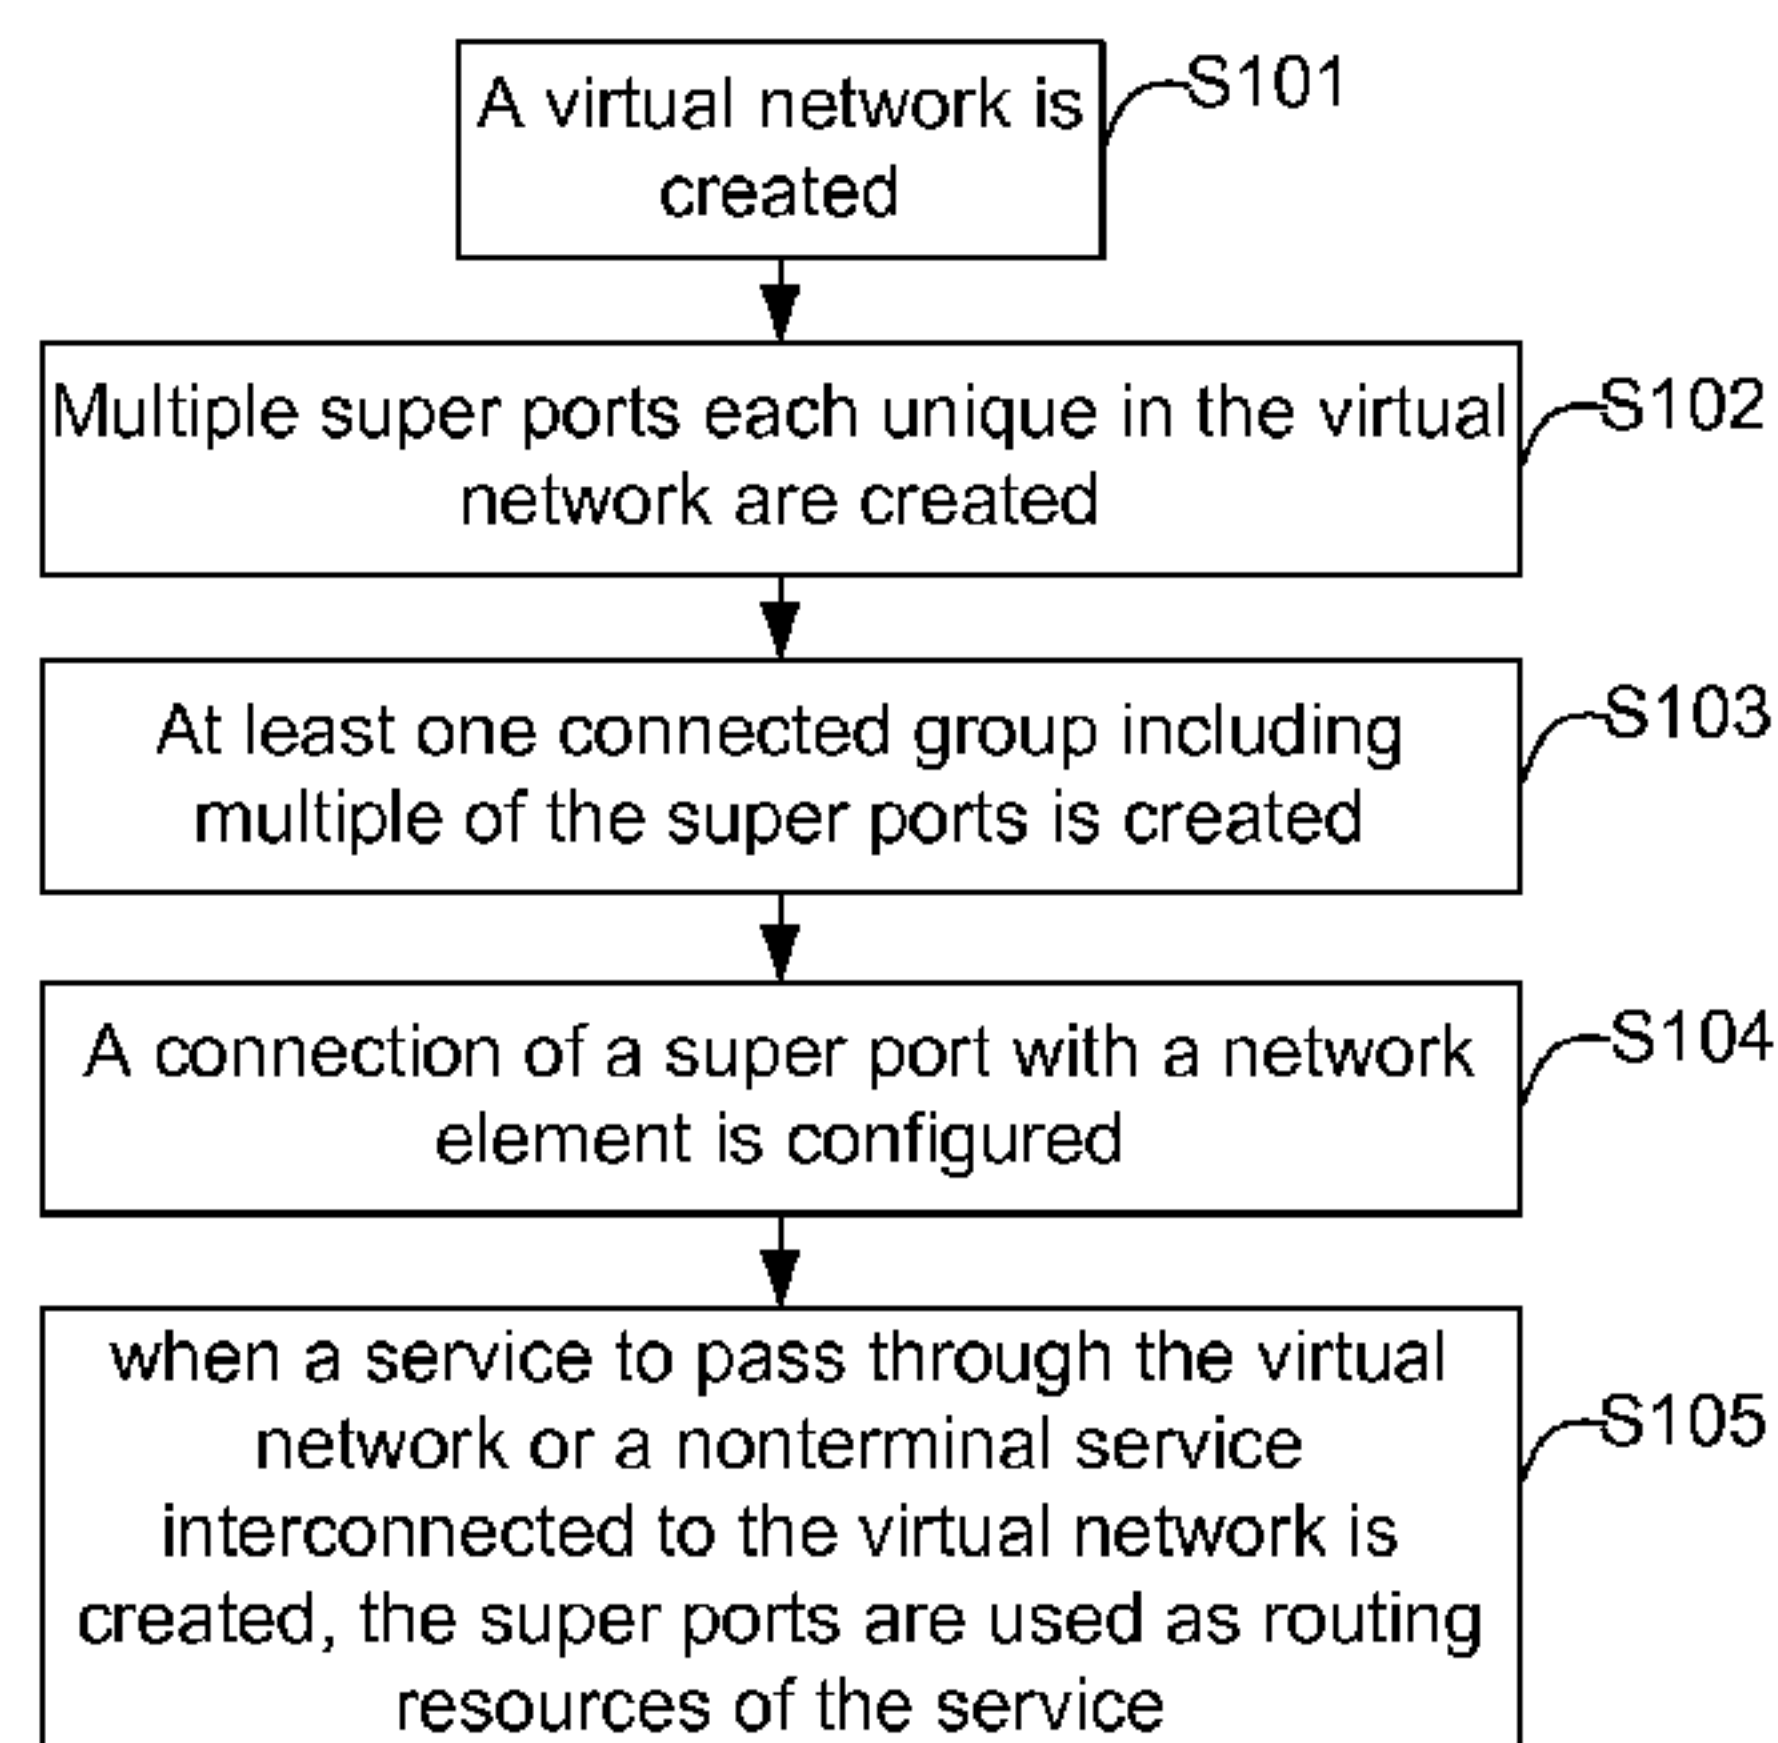 A virtual network is
created
S101
Multiple super ports each unique in the virtual
network are created
S102
At least one connected group including
multiple of the super ports is created
S103
A connection of a super port with a network
element is configured
S104
when a service to pass through the virtual
network or a nonterminal service
interconnected to the virtual network is
created, the super ports are used as routing
resources of the service
S105